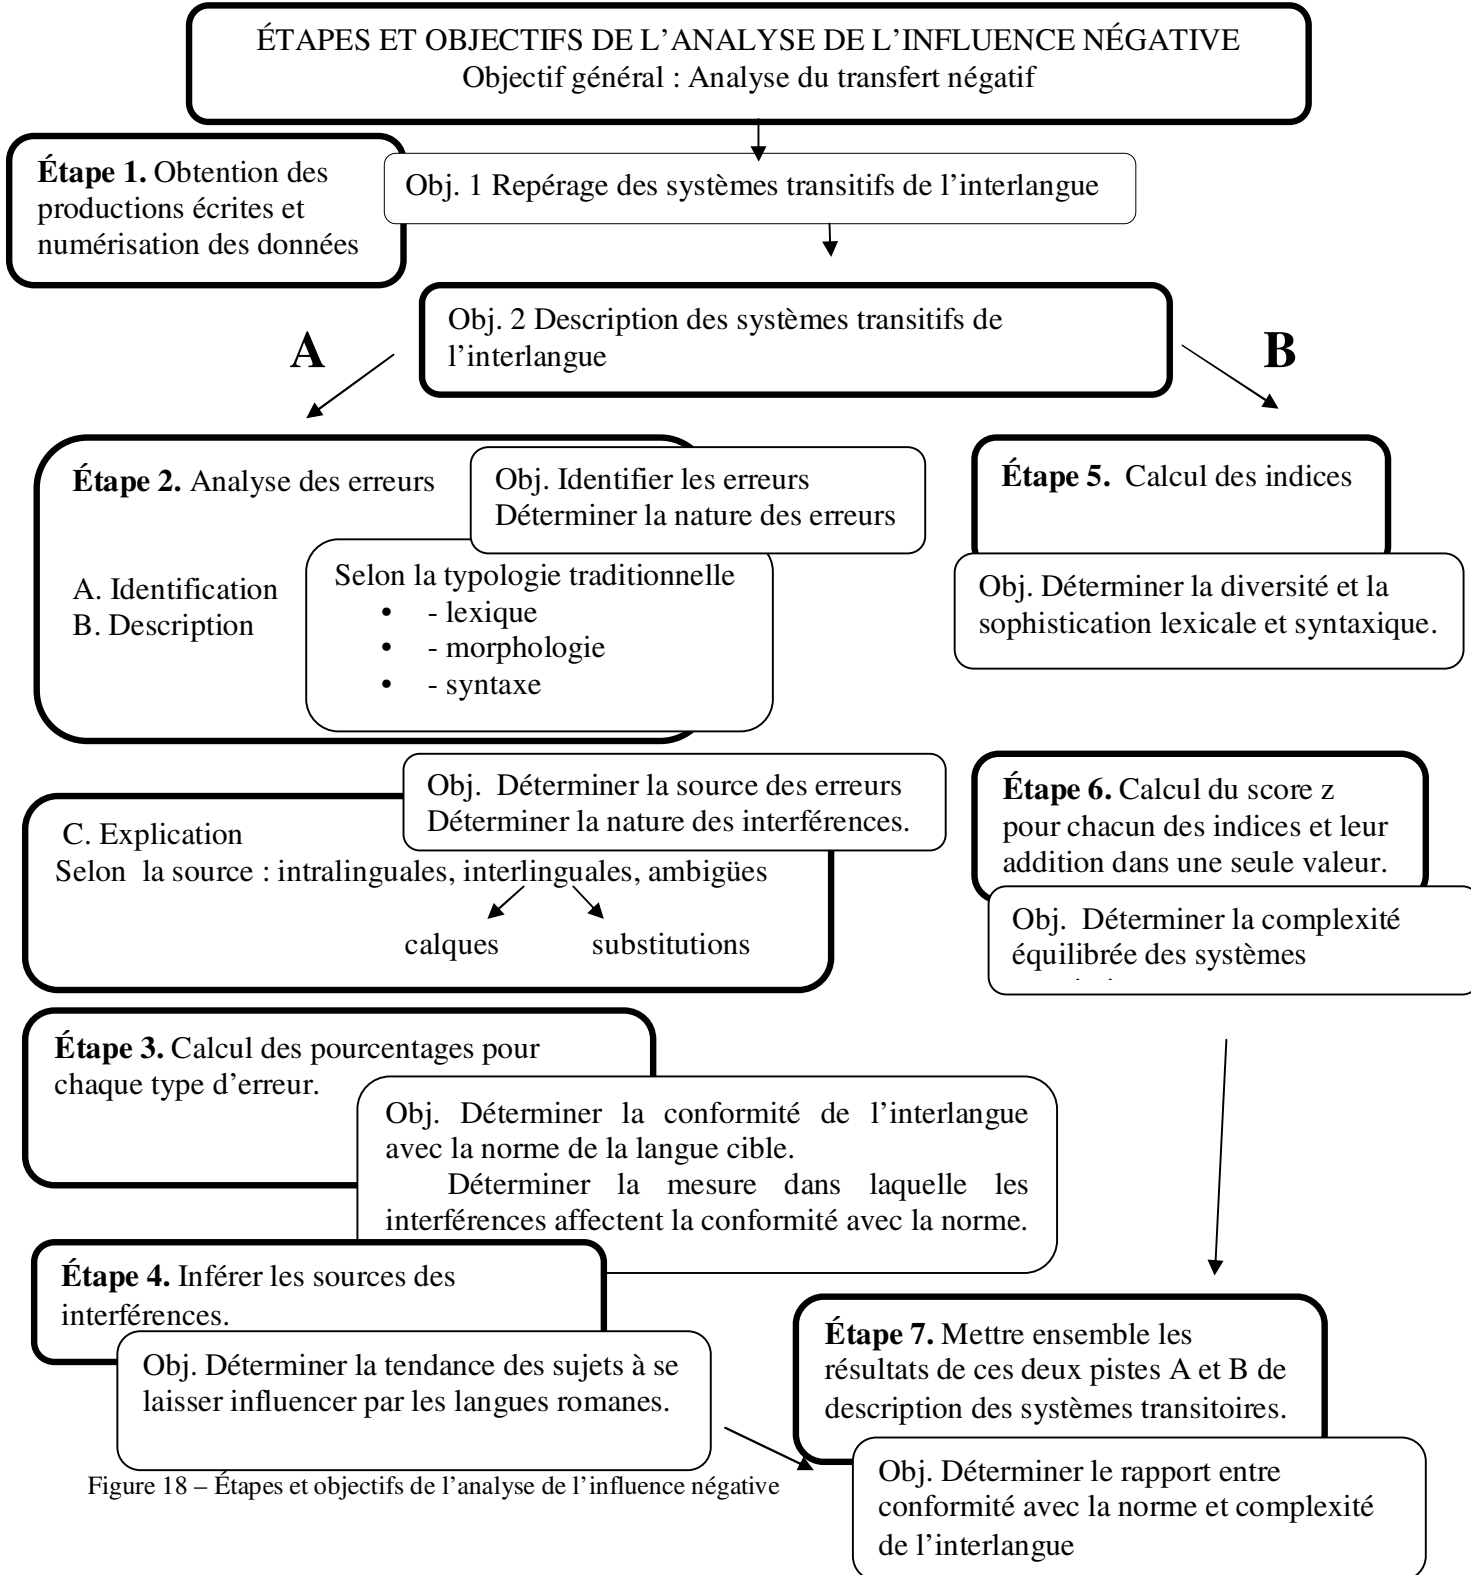 ÉTAPES ET OBJECTIFS DE L’ANALYSE DE L’INFLUENCE NÉGATIVE
Objectif général : Analyse du transfert négatif
Étape 1. Obtention des
productions écrites et
numérisation des données
Obj. 1 Repérage des systèmes transitifs de l’interlangue
Obj. 2 Description des systèmes transitifs de
l’interlangue
A
B
Étape 2. Analyse des erreurs
Obj. Identifier les erreurs
Déterminer la nature des erreurs
A. Identification
B. Description
Selon la typologie traditionnelle
• - lexique
• - morphologie
• - syntaxe
Étape 5. Calcul des indices
Obj. Déterminer la diversité et la
sophistication lexicale et syntaxique.
Obj. Déterminer la source des erreurs
Déterminer la nature des interférences.
C. Explication
Selon la source : intralinguales, interlinguales, ambigües
calques substitutions
Étape 6. Calcul du score z
pour chacun des indices et leur
addition dans une seule valeur.
Obj. Déterminer la complexité
équilibrée des systèmes
Étape 3. Calcul des pourcentages pour
chaque type d’erreur.
Obj. Déterminer la conformité de l’interlangue
avec la norme de la langue cible.
Déterminer la mesure dans laquelle les
interférences affectent la conformité avec la norme.
Étape 4. Inférer les sources des
interférences.
Obj. Déterminer la tendance des sujets à se
laisser influencer par les langues romanes.
Étape 7. Mettre ensemble les
résultats de ces deux pistes A et B de
description des systèmes transitoires.
Obj. Déterminer le rapport entre
conformité avec la norme et complexité
de l’interlangue
Figure 18 – Étapes et objectifs de l’analyse de l’influence négative